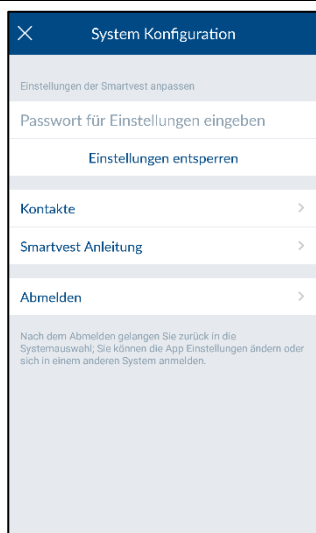 System Konfiguration
Einstellungen der Smartvest anpassen
Passwort für Einstellungen eingeben
Einstellungen entsperren
Kontakte
Smartvest Anleitung
Abmelden
Nach dem Abmelden gelangen Sie zurück in die
Systemauswahl; Sie können die App Einstellungen ändern oder
sich in einem anderen System anmelden.